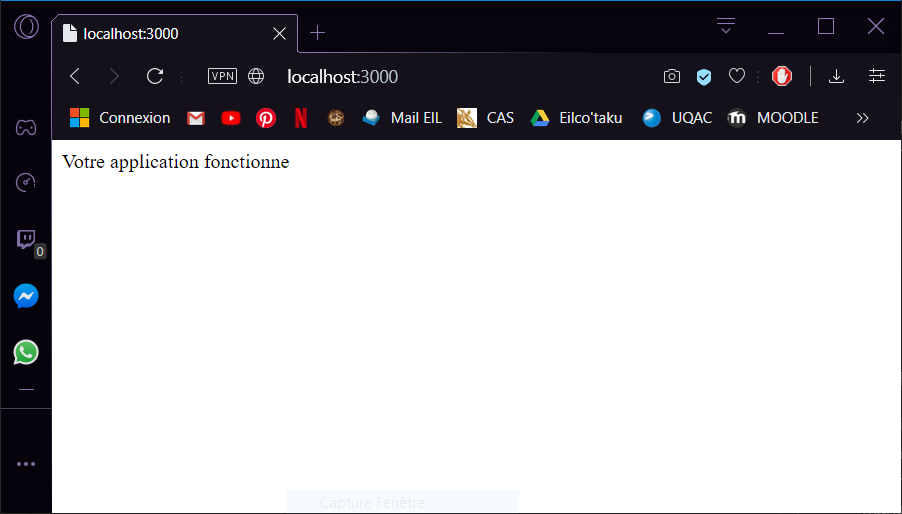 localhost:3000
VPN
localhost:3000
Connexion
Mail EIL
CAS
Eilco'taku
UQAC
m
MOODLE
0
Votre application fonctionne
Capture Fenêtre